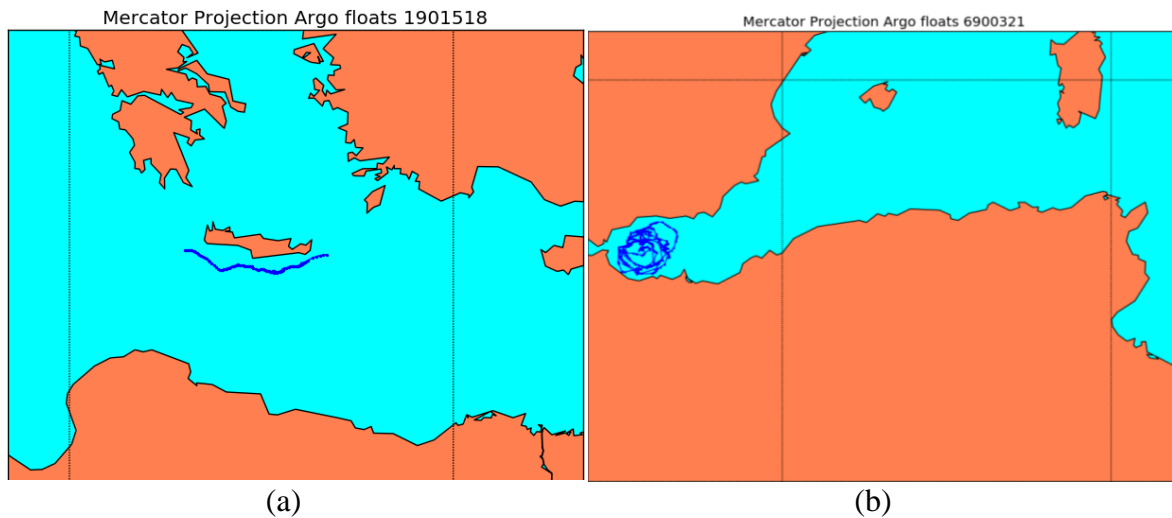 Mercator Projection Argo floats 1901518
Mercator Projection Argo floats 6900321
(a)
(b)